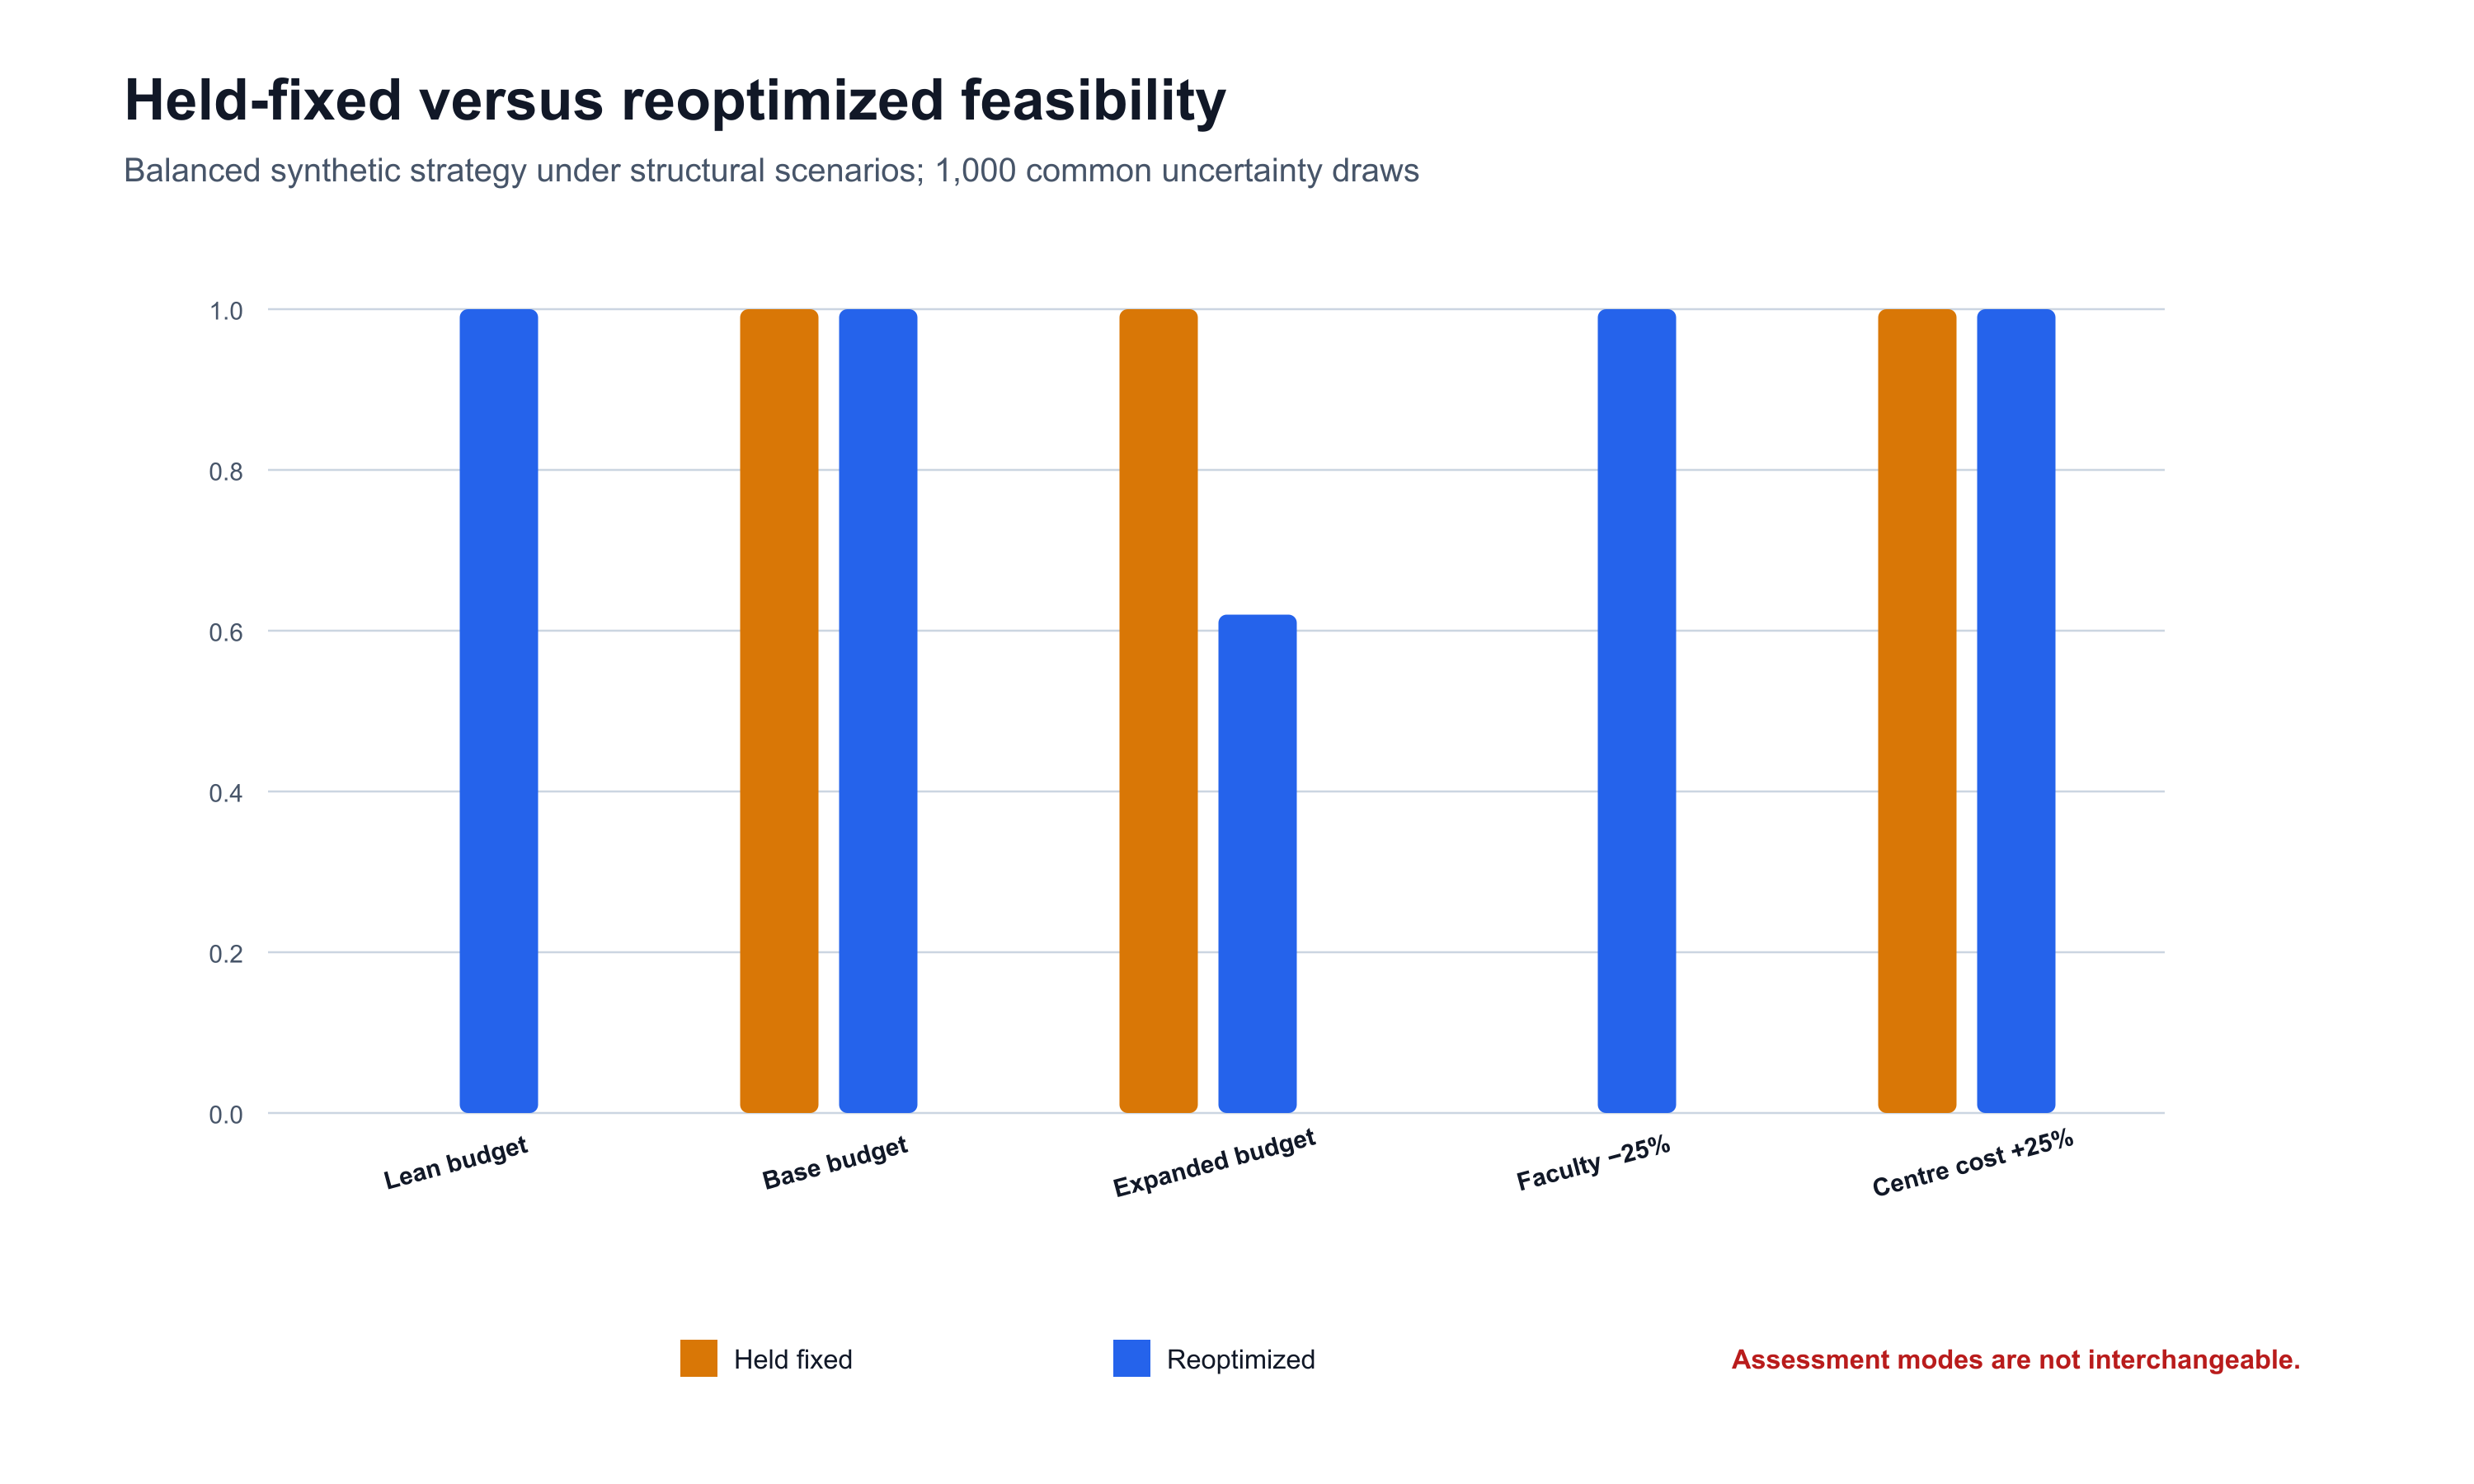 Held-fixed versus reoptimized feasibility
Balanced synthetic strategy under structural scenarios; 1,000 common uncertainty draws
1.0
0.8
0.6
0.4
0.2
0.0
Lean budget
Base budget
Expanded budget
Faculty −25%
Centre cost +25%
Held fixed
Reoptimized
Assessment modes are not interchangeable.